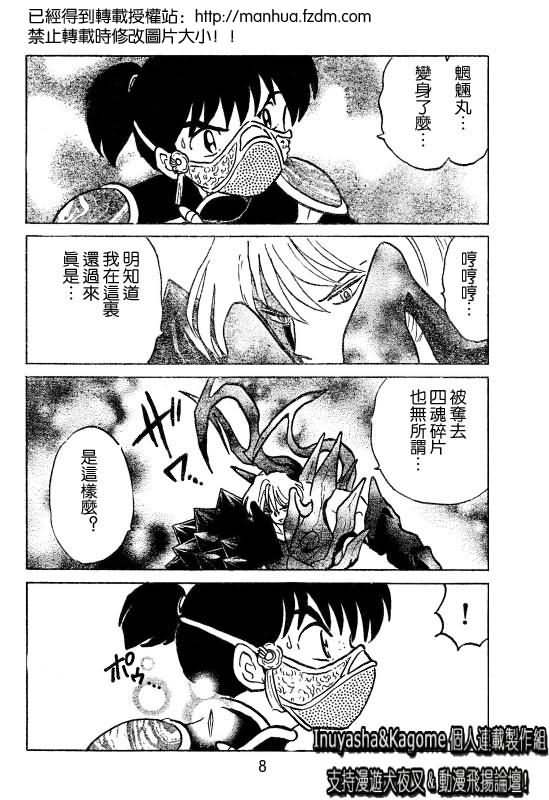 已經得到轉載授權站：http://manhua.fzdm.com
禁止轉載時修改圖片大小！！
魍魎丸…
變身了麼…
哼哼哼…
明知道
我在這裏
還過來
真是…
被奪去
四魂碎片
也無所謂…
是這樣麼？
ズズ…
！
ポウ…
Inuyasha&Kagome 個人連載製作組
支持漫遊犬夜叉 & 動漫飛揚論壇！
8